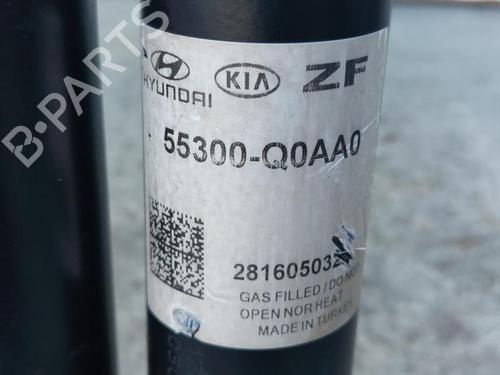 HYUNDAI KIA ZF
55300-Q0AA0
28160503
GAS FILLED / DO NOT
OPEN NOR HEAT
MADE IN TURKEY
B-PARTS